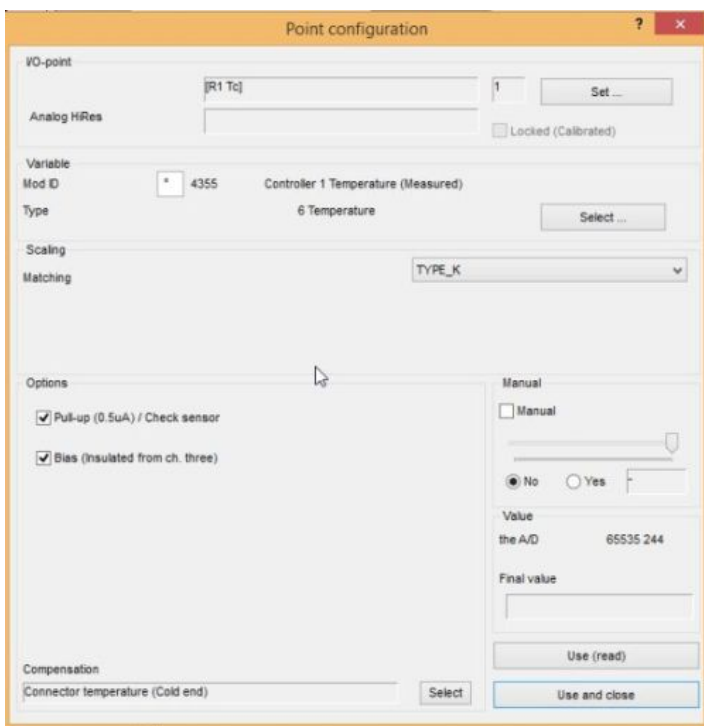 Point configuration
?
×
I/O-point
[R1 Tc]
1
Set ...
Analog HiRes
Locked (Calibrated)
Variable
Mod ID
*
4355
Controller 1 Temperature (Measured)
Type
6 Temperature
Select ...
Scaling
Matching
TYPE_K
Options
Pull-up (0.5uA) / Check sensor
Bias (Insulated from ch. three)
Manual
Manual
No
Yes
-
Value
the A/D
65535 244
Final value
Use (read)
Compensation
Connector temperature (Cold end)
Select
Use and close